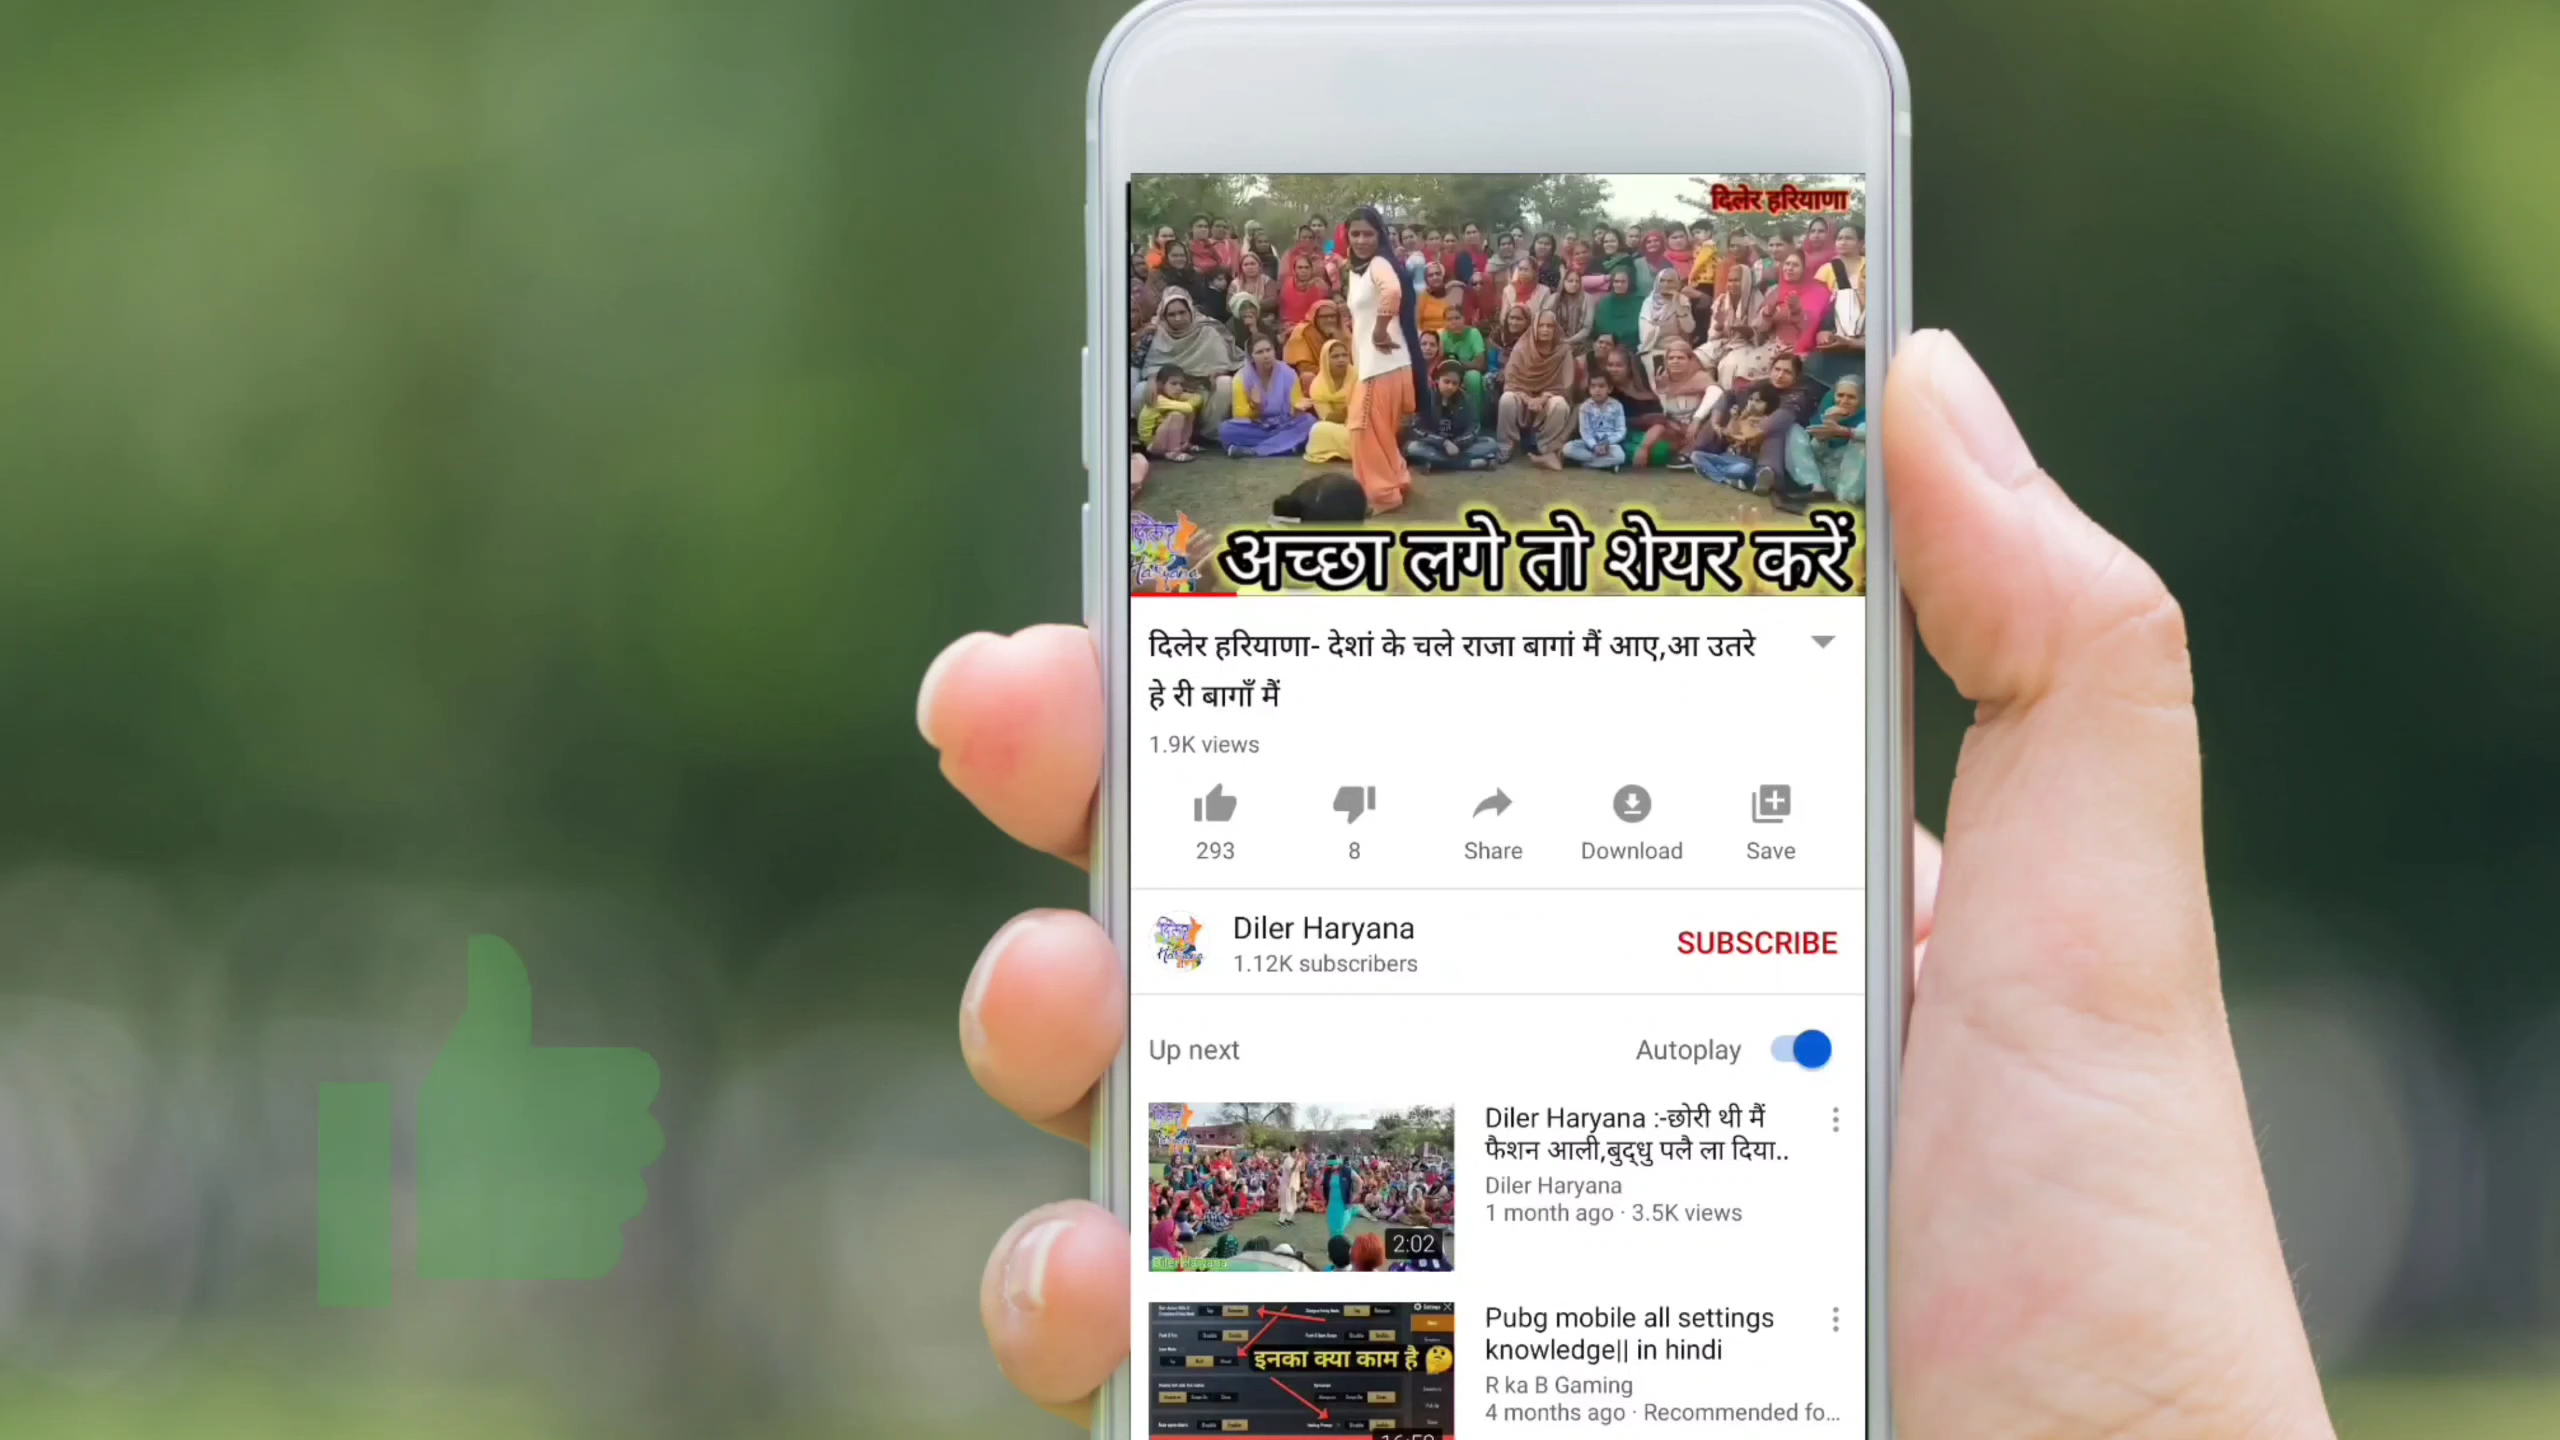 दिलेर हरियाणा
अच्छा लगे तो शेयर करें
दिलेर हरियाणा- देशां के चले राजा बागां मैं आए,आ उतरे
हे री बागाँ मैं
1.9K views
293
8
Share
Download
Save
Diler Haryana
1.12K subscribers
SUBSCRIBE
Up next
Autoplay
Diler Haryana :-छोरी थी मैं
फैशन आली,बुद्धु पलै ला दिया..
Diler Haryana
1 month ago · 3.5K views
2:02
Diler Haryana
Pubg mobile all settings
knowledge|| in hindi
R ka B Gaming
4 months ago · Recommended fo...
इनका क्या काम है